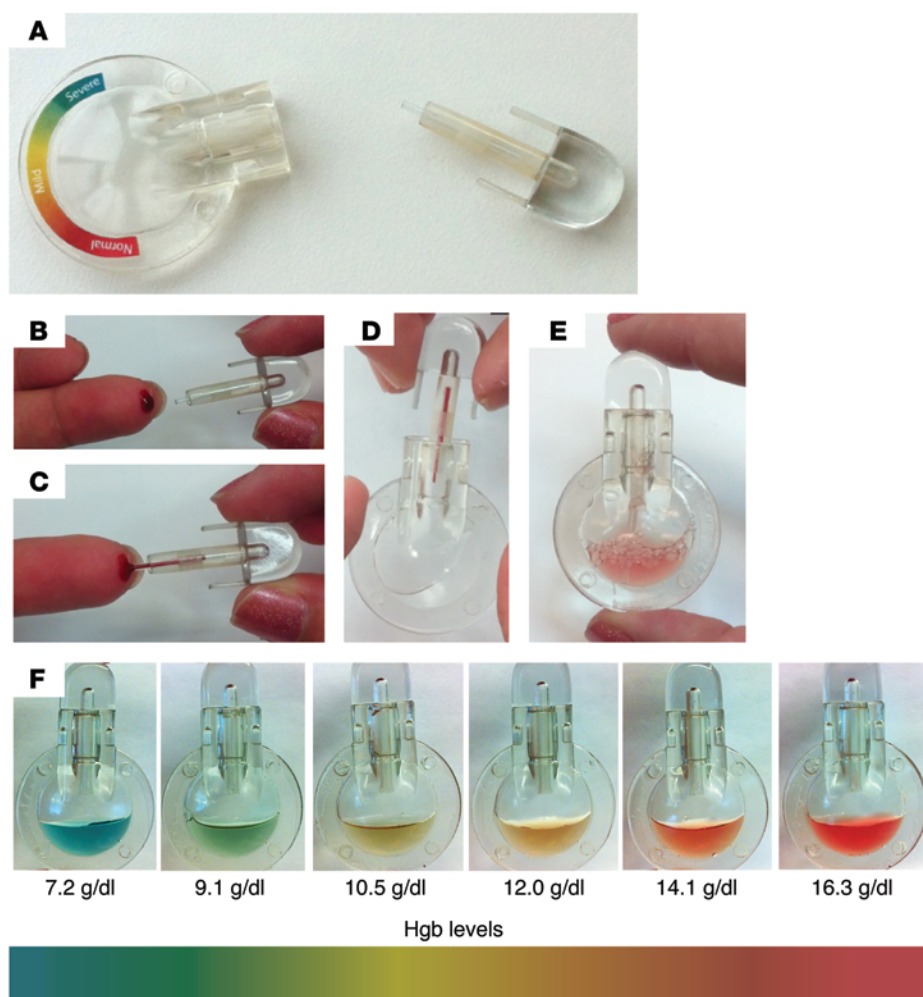 A
Severe
Mild
Normal
B
C
D
E
F
7.2 g/dl
9.1 g/dl
10.5 g/dl
12.0 g/dl
14.1 g/dl
16.3 g/dl
Hgb levels